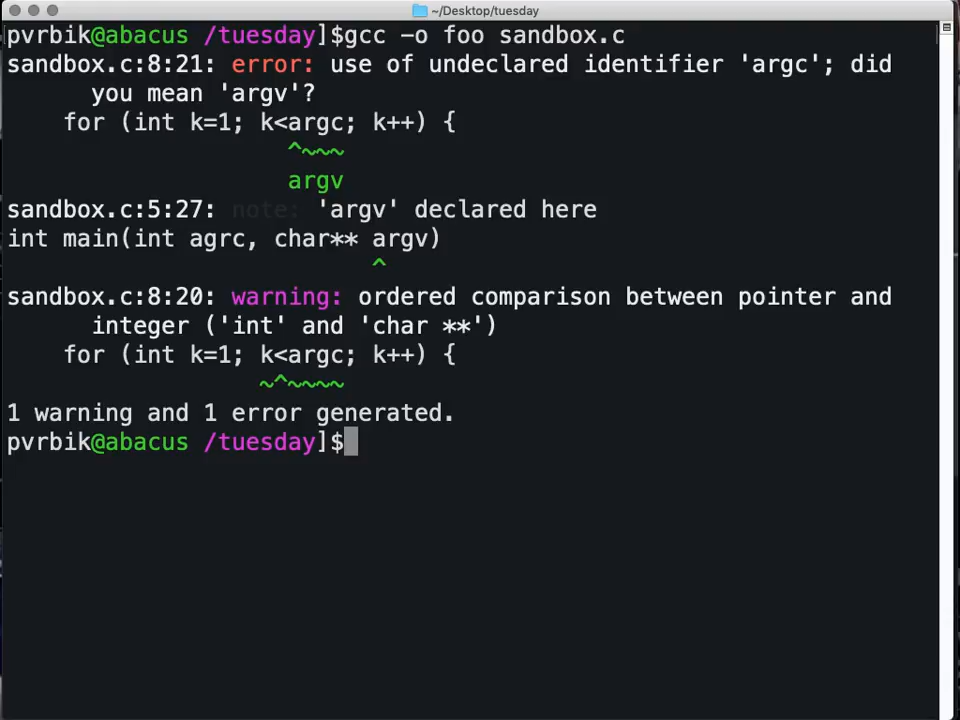 ~/Desktop/tuesday
pvrbik@abacus /tuesday]$gcc -o foo sandbox.c
sandbox.c:8:21: error: use of undeclared identifier 'argc'; did
you mean 'argv'?
for (int k=1; k<argc; k++) {
^~~~
argv
sandbox.c:5:27: note: 'argv' declared here
int main(int agrc, char** argv)
^
sandbox.c:8:20: warning: ordered comparison between pointer and
integer ('int' and 'char **')
for (int k=1; k<argc; k++) {
~^~~~~
1 warning and 1 error generated.
pvrbik@abacus /tuesday]$